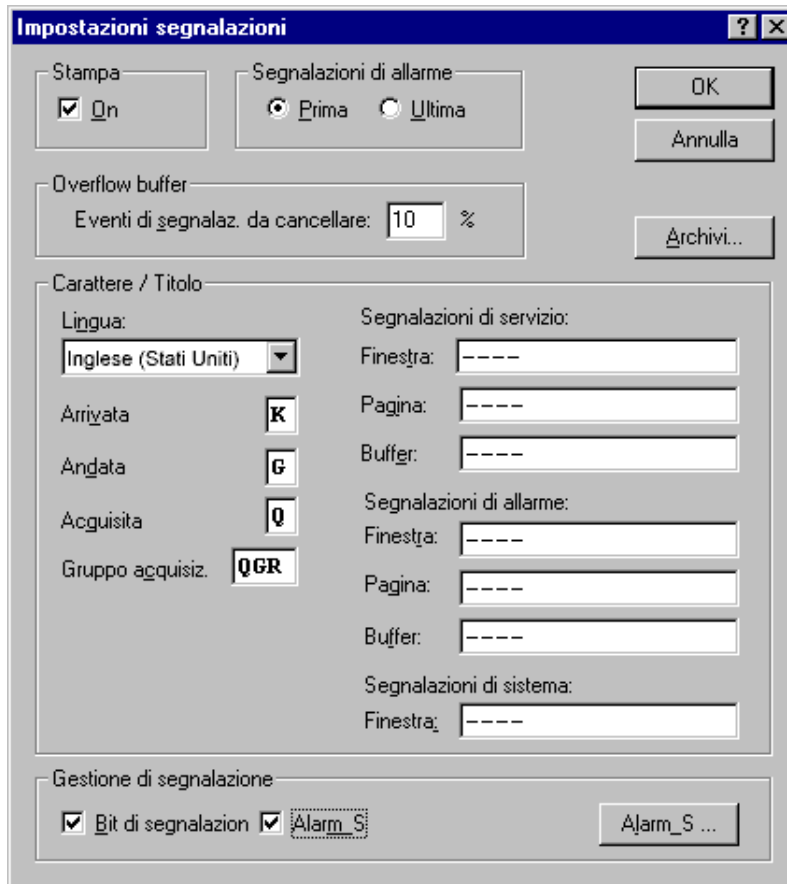 Impostazioni segnalazioni
Stampa
On
Segnalazioni di allarme
Prima
Ultima
OK
Annulla
Overflow buffer
Eventi di segnalaz. da cancellare: 10 %
Archivi...
Carattere / Titolo
Lingua:
Inglese (Stati Uniti)
Arrivata K
Andata G
Acquisita Q
Gruppo acquisiz. QGR
Segnalazioni di servizio:
Finestra: ----
Pagina: ----
Buffer: ----
Segnalazioni di allarme:
Finestra: ----
Pagina: ----
Buffer: ----
Segnalazioni di sistema:
Finestra: ----
Gestione di segnalazione
Bit di segnalazion
Alarm_S
Alarm_S ...